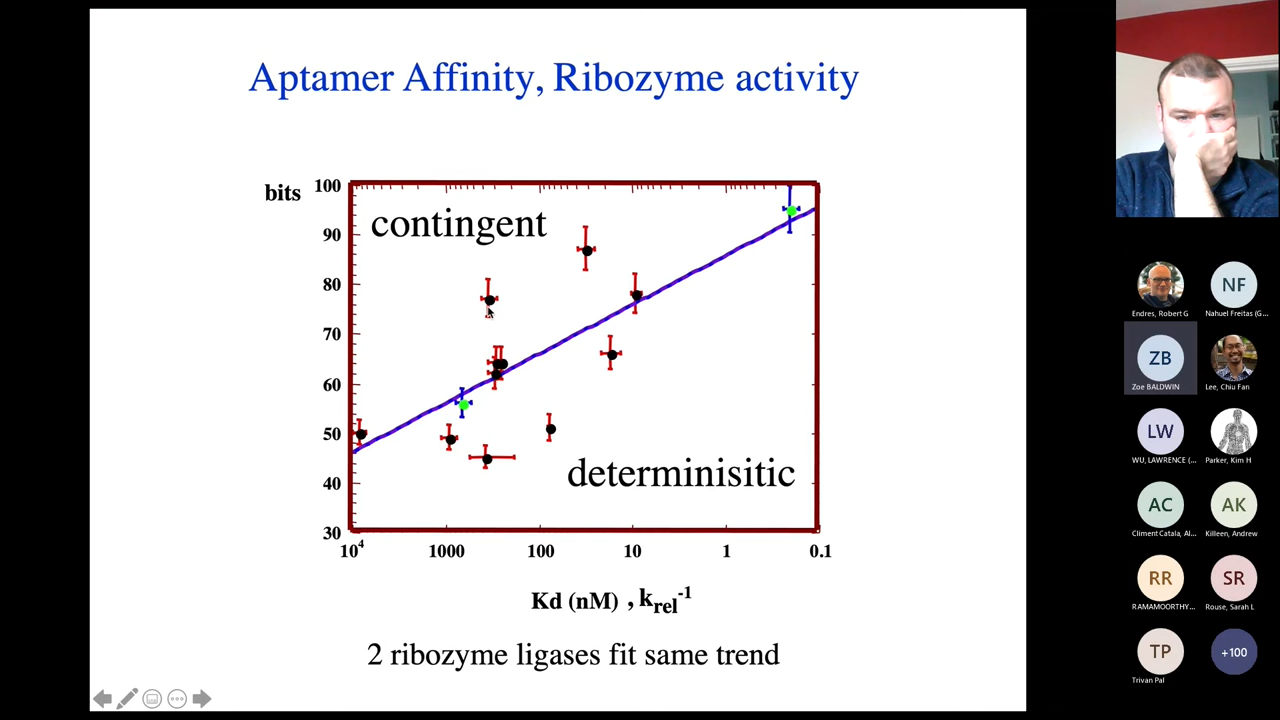 Aptamer Affinity, Ribozyme activity
bits
100
90
80
70
60
50
40
30
contingent
determinisitic
10⁴ 1000 100 10 1 0.1
Kd (nM) , k_rel⁻¹
2 ribozyme ligases fit same trend
Endres, Robert G
NF
Nahuel Freitas (G...
ZB
Zoe BALDWIN
Lee, Chiu Fan
LW
WU, LAWRENCE (...
Parker, Kim H
AC
Climent Catala, Al...
AK
Killeen, Andrew
RR
RAMAMOORTHY...
SR
Rouse, Sarah L
TP
Trivan Pal
+100